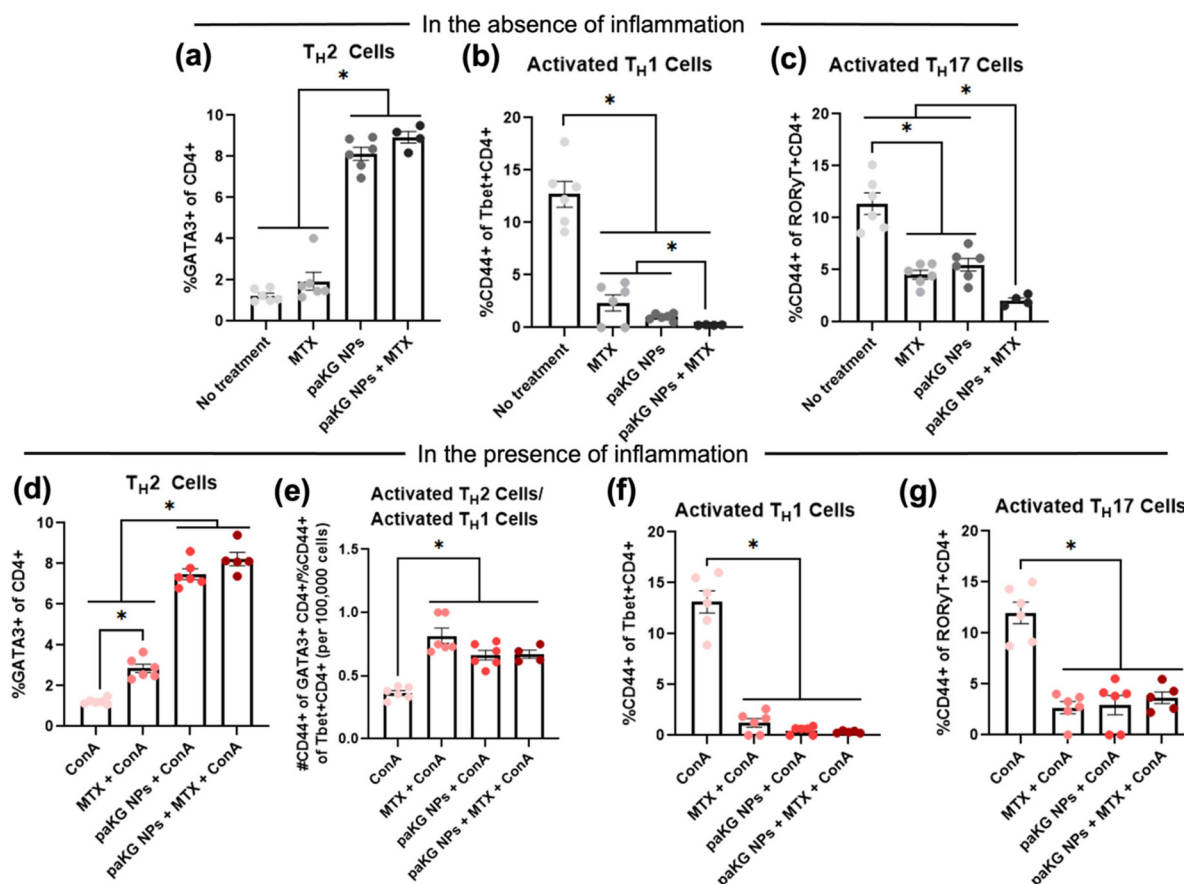 In the absence of inflammation
(a)
TH2 Cells
*
%GATA3+ of CD4+
10
8
6
4
2
0
No treatment
MTX
paKG NPs
paKG NPs + MTX
(b)
Activated TH1 Cells
*
*
%CD44+ of Tbet+CD4+
20
15
10
5
0
No treatment
MTX
paKG NPs
paKG NPs + MTX
(c)
Activated TH17 Cells
*
*
%CD44+ of RORyT+CD4+
20
15
10
5
0
No treatment
MTX
paKG NPs
paKG NPs + MTX
In the presence of inflammation
(d)
TH2 Cells
*
*
%GATA3+ of CD4+
10
8
6
4
2
0
ConA
MTX + ConA
paKG NPs + ConA
paKG NPs + MTX + ConA
(e)
Activated TH2 Cells/
Activated TH1 Cells
*
#CD44+ of GATA3+ CD4+/%CD44+
of Tbet+CD4+ (per 100,000 cells)
1.5
1.0
0.5
0.0
ConA
MTX + ConA
paKG NPs + ConA
paKG NPs + MTX + ConA
(f)
Activated TH1 Cells
*
%CD44+ of Tbet+CD4+
20
15
10
5
0
ConA
MTX + ConA
paKG NPs + ConA
paKG NPs + MTX + ConA
(g)
Activated TH17 Cells
*
%CD44+ of RORyT+CD4+
20
15
10
5
0
ConA
MTX + ConA
paKG NPs + ConA
paKG NPs + MTX + ConA